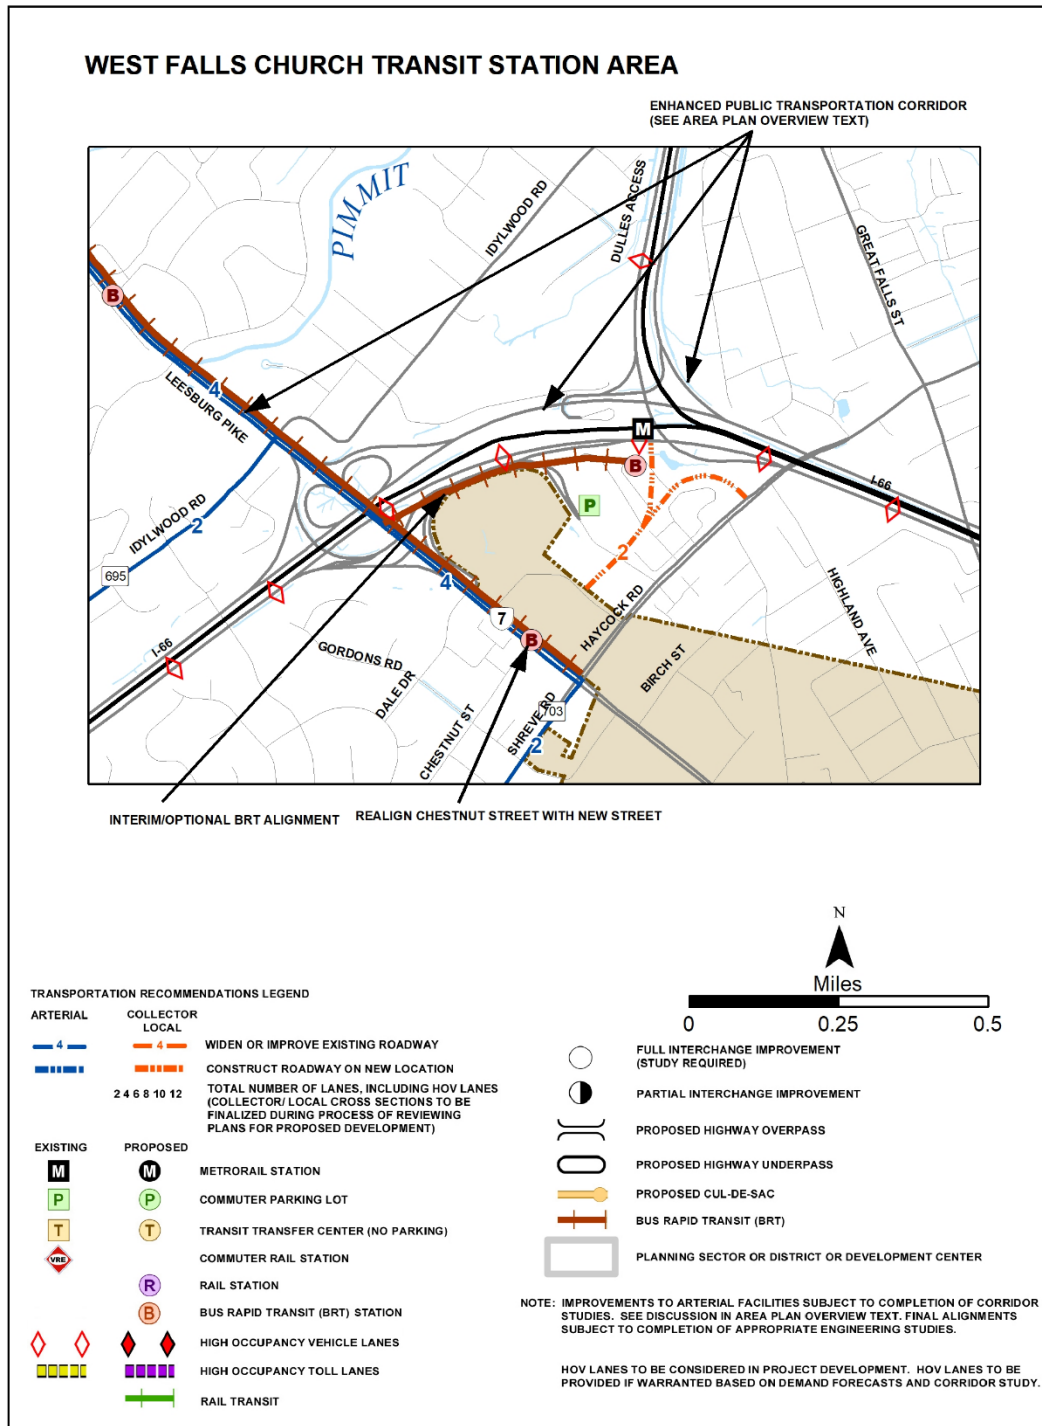 WEST FALLS CHURCH TRANSIT STATION AREA
ENHANCED PUBLIC TRANSPORTATION CORRIDOR
(SEE AREA PLAN OVERVIEW TEXT)
PIMMIT
IDYLWOOD RD
DULLES ACCESS
GREAT FALLS ST
B
4
LEESBURG PIKE
M
B
I-66
P
IDYLWOOD RD
2
2
695
4
7
HAYCOCK RD
HIGHLAND AVE
B
I-66
GORDONS RD
BIRCH ST
DALE DR
CHESTNUT ST
SHREVE RD
703
2
INTERIM/OPTIONAL BRT ALIGNMENT
REALIGN CHESTNUT STREET WITH NEW STREET
N
Miles
0 0.25 0.5
TRANSPORTATION RECOMMENDATIONS LEGEND
ARTERIAL
COLLECTOR
LOCAL
4 4 WIDEN OR IMPROVE EXISTING ROADWAY
CONSTRUCT ROADWAY ON NEW LOCATION
2 4 6 8 10 12 TOTAL NUMBER OF LANES, INCLUDING HOV LANES
(COLLECTOR/ LOCAL CROSS SECTIONS TO BE
FINALIZED DURING PROCESS OF REVIEWING
PLANS FOR PROPOSED DEVELOPMENT)
EXISTING PROPOSED
M M METRORAIL STATION
P P COMMUTER PARKING LOT
T T TRANSIT TRANSFER CENTER (NO PARKING)
VRE COMMUTER RAIL STATION
R RAIL STATION
B BUS RAPID TRANSIT (BRT) STATION
HIGH OCCUPANCY VEHICLE LANES
HIGH OCCUPANCY TOLL LANES
RAIL TRANSIT
FULL INTERCHANGE IMPROVEMENT
(STUDY REQUIRED)
PARTIAL INTERCHANGE IMPROVEMENT
PROPOSED HIGHWAY OVERPASS
PROPOSED HIGHWAY UNDERPASS
PROPOSED CUL-DE-SAC
BUS RAPID TRANSIT (BRT)
PLANNING SECTOR OR DISTRICT OR DEVELOPMENT CENTER
NOTE: IMPROVEMENTS TO ARTERIAL FACILITIES SUBJECT TO COMPLETION OF CORRIDOR
STUDIES. SEE DISCUSSION IN AREA PLAN OVERVIEW TEXT. FINAL ALIGNMENTS
SUBJECT TO COMPLETION OF APPROPRIATE ENGINEERING STUDIES.
HOV LANES TO BE CONSIDERED IN PROJECT DEVELOPMENT. HOV LANES TO BE
PROVIDED IF WARRANTED BASED ON DEMAND FORECASTS AND CORRIDOR STUDY.